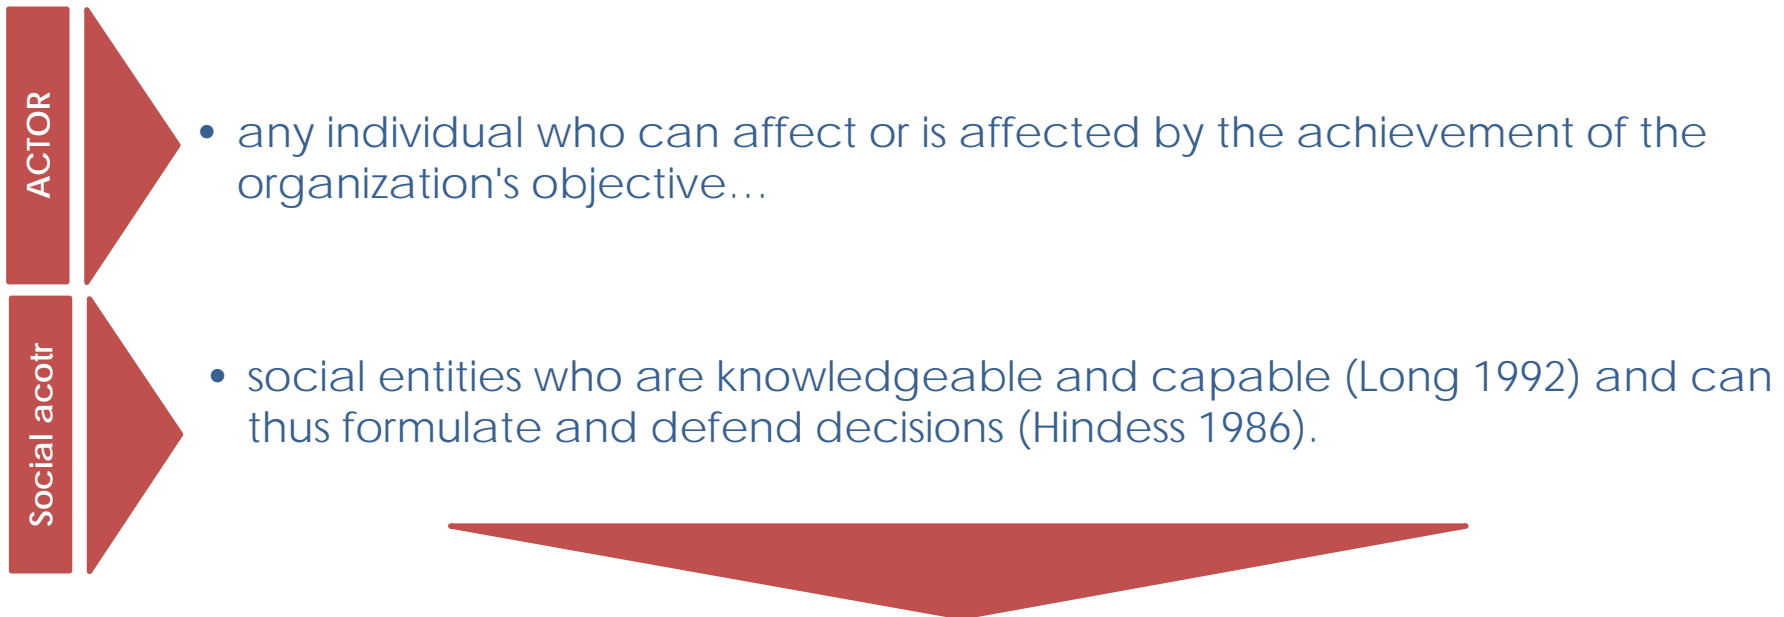 ACTOR
• any individual who can affect or is affected by the achievement of the
organization's objective…
Social acotr
• social entities who are knowledgeable and capable (Long 1992) and can
thus formulate and defend decisions (Hindess 1986).